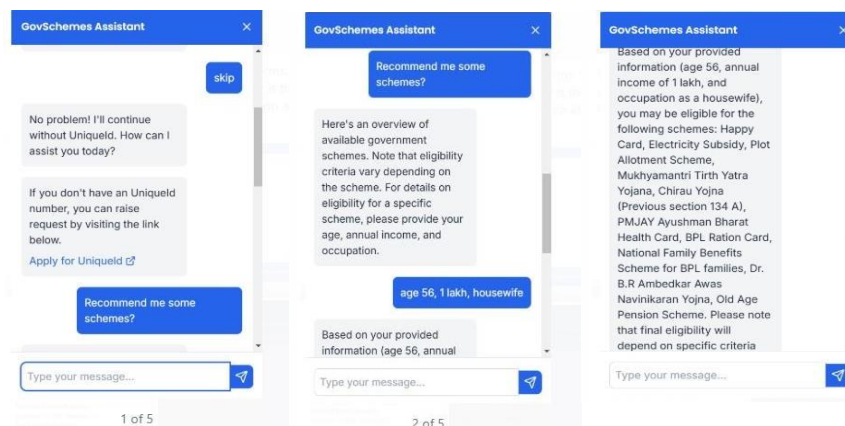 GovSchemes Assistant
skip
No problem! I'll continue
without UniqueId. How can I
assist you today?
If you don't have an UniqueId
number, you can raise
request by visiting the link
below.
Apply for UniqueId
Recommend me some
schemes?
Type your message...
1 of 5
GovSchemes Assistant
Recommend me some
schemes?
Here's an overview of
available government
schemes. Note that eligibility
criteria vary depending on
the scheme. For details on
eligibility for a specific
scheme, please provide your
age, annual income, and
occupation.
age 56, 1 lakh, housewife
Based on your provided
information (age 56, annual
Type your message...
2 of 5
GovSchemes Assistant
Based on your provided
information (age 56, annual
income of 1 lakh, and
occupation as a housewife),
you may be eligible for the
following schemes: Happy
Card, Electricity Subsidy, Plot
Allotment Scheme,
Mukhyamantri Tirth Yatra
Yojana, Chirau Yojna
(Previous section 134 A),
PMJAY Ayushman Bharat
Health Card, BPL Ration Card,
National Family Benefits
Scheme for BPL families, Dr.
B.R Ambedkar Awas
Navinikaran Yojna, Old Age
Pension Scheme. Please note
that final eligibility will
depend on specific criteria
Type your message...